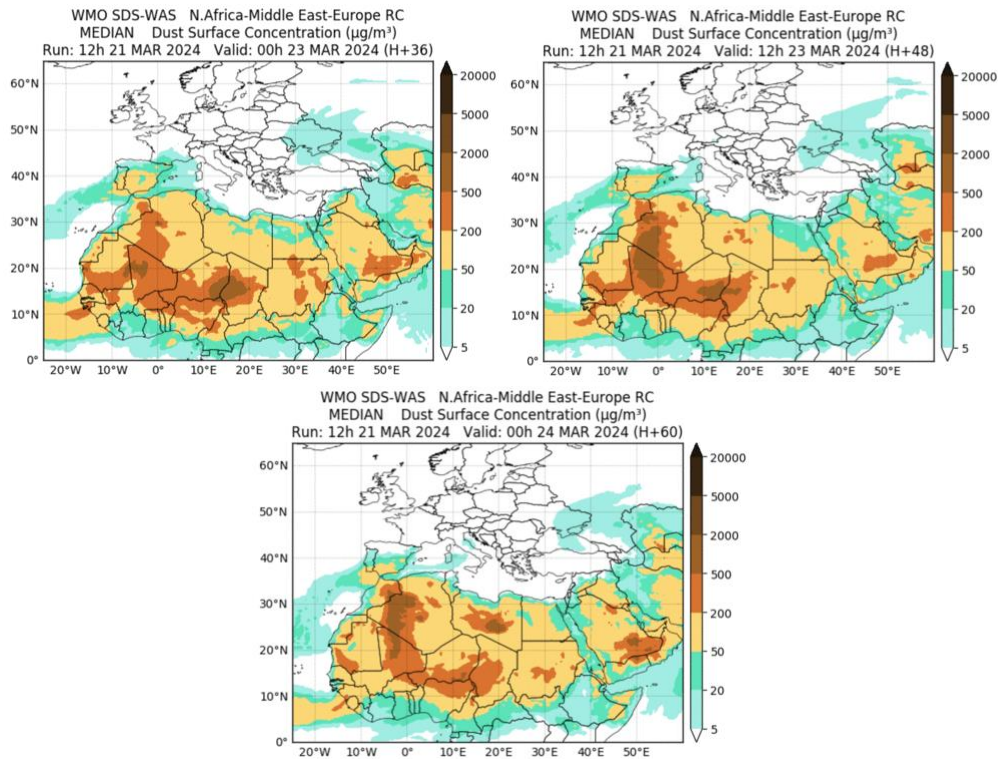 WMO SDS-WAS   N.Africa-Middle East-Europe RC
MEDIAN    Dust Surface Concentration (µg/m³)
Run: 12h 21 MAR 2024   Valid: 00h 23 MAR 2024 (H+36)
60°N
50°N
40°N
30°N
20°N
10°N
0°
20°W 10°W 0° 10°E 20°E 30°E 40°E 50°E
20000
5000
2000
500
200
50
20
5
WMO SDS-WAS   N.Africa-Middle East-Europe RC
MEDIAN    Dust Surface Concentration (µg/m³)
Run: 12h 21 MAR 2024   Valid: 12h 23 MAR 2024 (H+48)
60°N
50°N
40°N
30°N
20°N
10°N
0°
20°W 10°W 0° 10°E 20°E 30°E 40°E 50°E
20000
5000
2000
500
200
50
20
5
WMO SDS-WAS   N.Africa-Middle East-Europe RC
MEDIAN    Dust Surface Concentration (µg/m³)
Run: 12h 21 MAR 2024   Valid: 00h 24 MAR 2024 (H+60)
60°N
50°N
40°N
30°N
20°N
10°N
0°
20°W 10°W 0° 10°E 20°E 30°E 40°E 50°E
20000
5000
2000
500
200
50
20
5